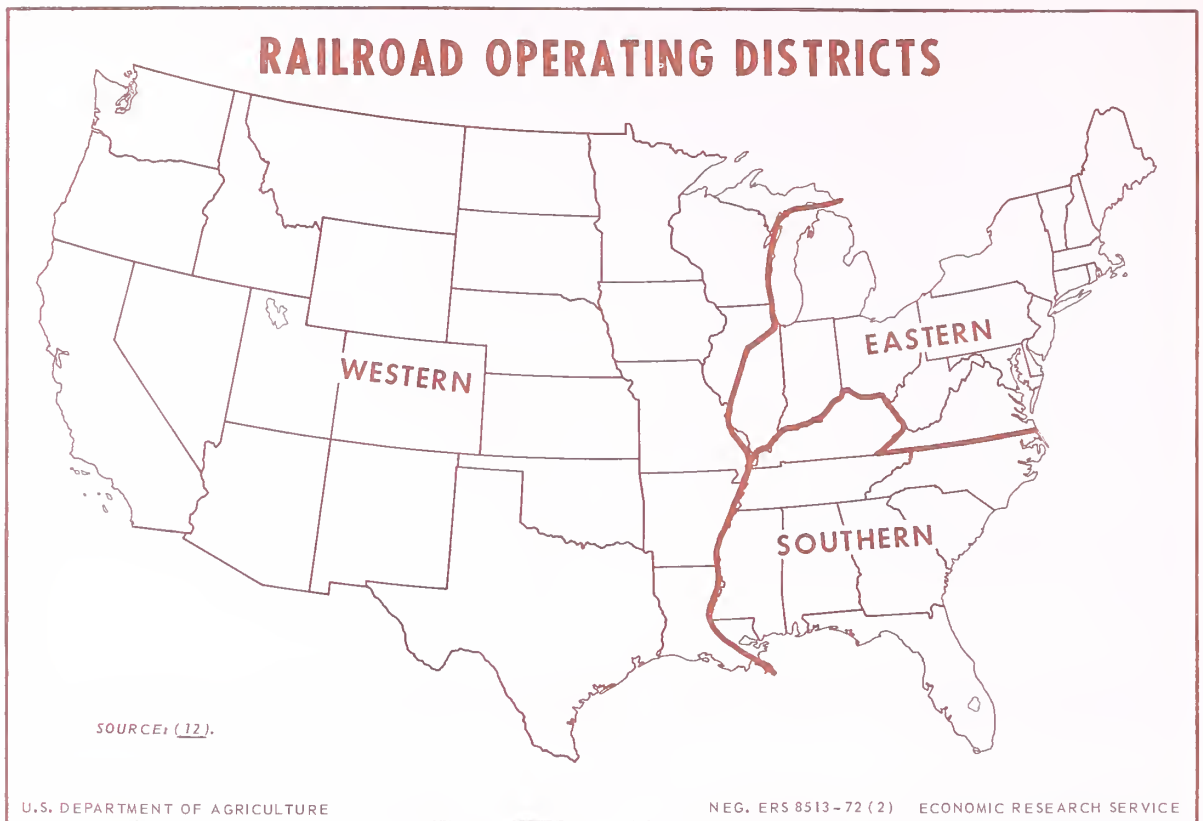 RAILROAD OPERATING DISTRICTS
EASTERN
WESTERN
SOUTHERN
SOURCE: (12).
U.S. DEPARTMENT OF AGRICULTURE NEG. ERS 8513-72 (2) ECONOMIC RESEARCH SERVICE